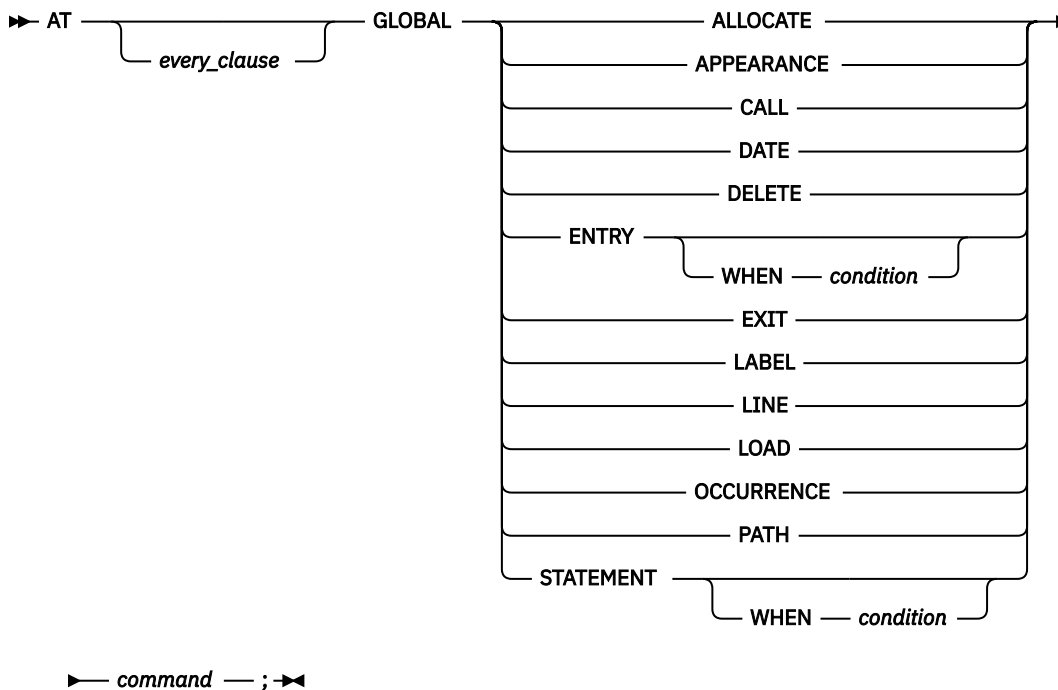 AT GLOBAL ALLOCATE
every_clause APPEARANCE
CALL
DATE
DELETE
ENTRY
WHEN condition
EXIT
LABEL
LINE
LOAD
OCCURRENCE
PATH
STATEMENT
WHEN condition
command ;